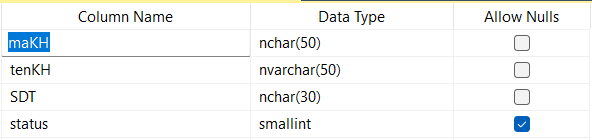 Column Name Data Type Allow Nulls
maKH nchar(50)
tenKH nvarchar(50)
SDT nchar(30)
status smallint